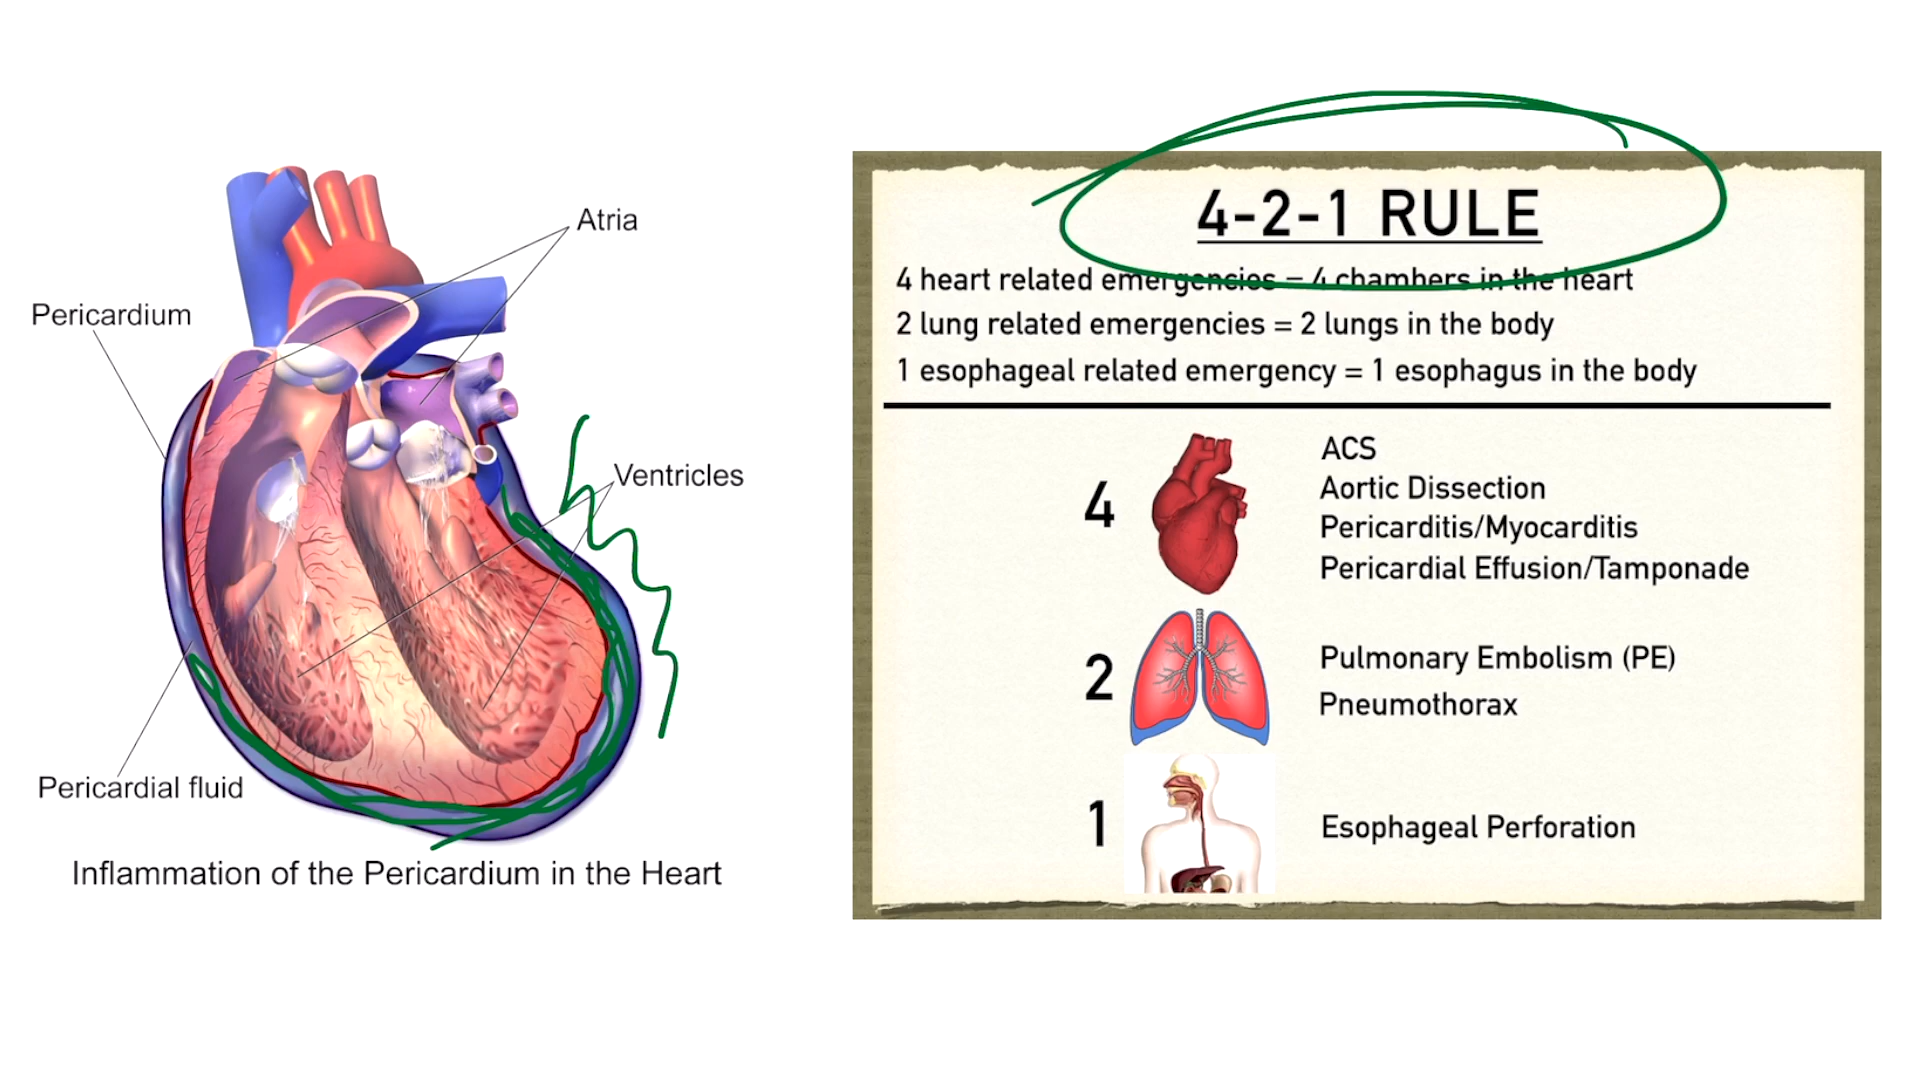 Atria
Pericardium
Ventricles
Pericardial fluid
Inflammation of the Pericardium in the Heart
4-2-1 RULE
4 heart related emergencies = 4 chambers in the heart
2 lung related emergencies = 2 lungs in the body
1 esophageal related emergency = 1 esophagus in the body
4
ACS
Aortic Dissection
Pericarditis/Myocarditis
Pericardial Effusion/Tamponade
2
Pulmonary Embolism (PE)
Pneumothorax
1
Esophageal Perforation